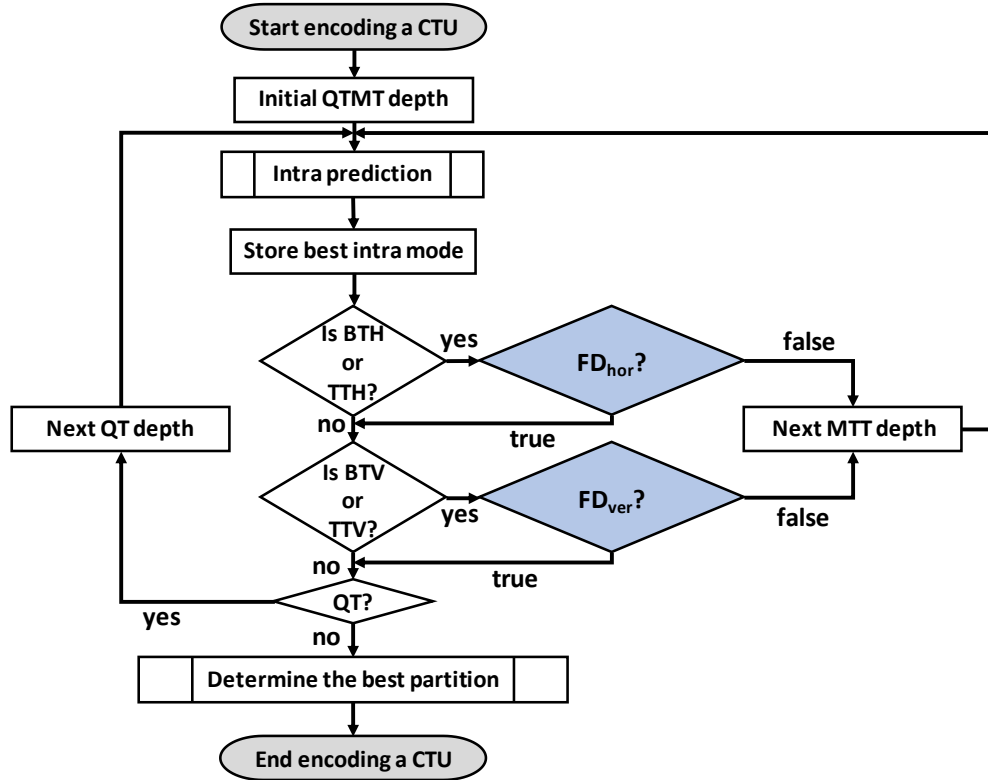 Start encoding a CTU
Initial QTMT depth
Intra prediction
Store best intra mode
Is BTH
or
TTH?
yes
FD_hor?
false
no
true
Next QT depth
Next MTT depth
Is BTV
or
TTV?
yes
FD_ver?
false
no
true
QT?
yes
no
Determine the best partition
End encoding a CTU